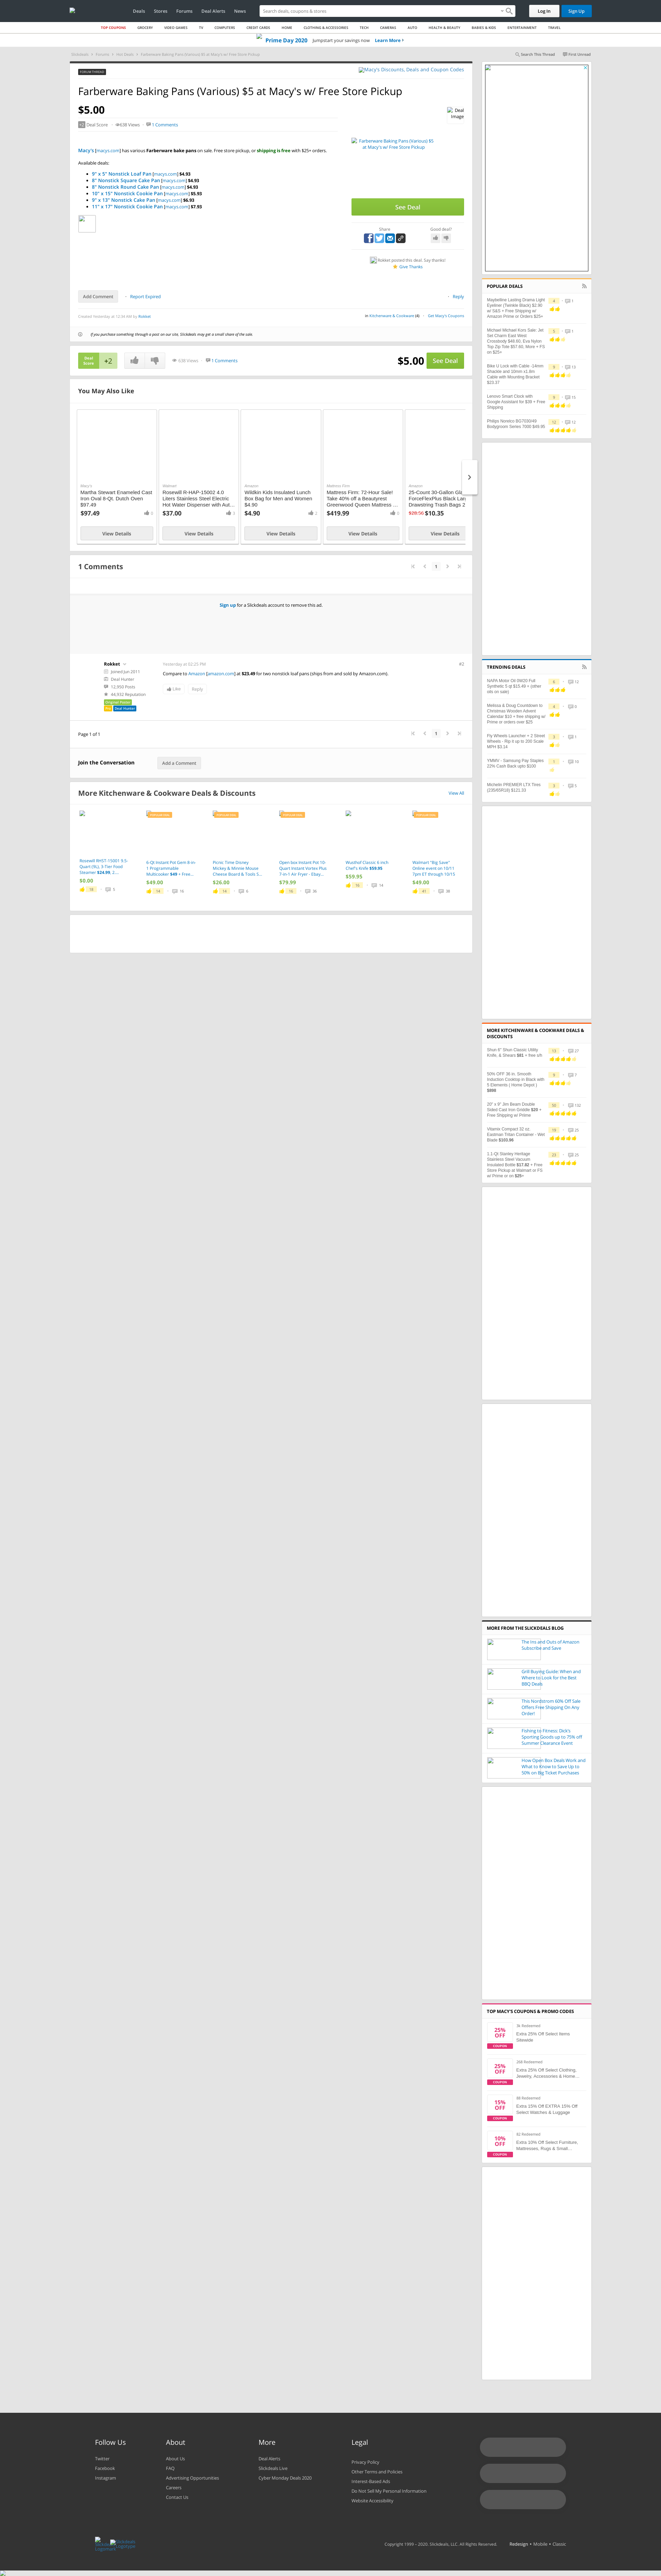 Deals Stores Forums Deal Alerts News
Search deals, coupons & stores
Log In Sign Up
TOP COUPONS GROCERY VIDEO GAMES TV COMPUTERS CREDIT CARDS HOME CLOTHING & ACCESSORIES TECH CAMERAS AUTO HEALTH & BEAUTY BABIES & KIDS ENTERTAINMENT TRAVEL
Prime Day 2020 Jumpstart your savings now Learn More ›
Slickdeals > Forums > Hot Deals > Farberware Baking Pans (Various) $5 at Macy's w/ Free Store Pickup
Search This Thread First Unread
Macy's Discounts, Deals and Coupon Codes
Farberware Baking Pans (Various) $5 at Macy's w/ Free Store Pickup
$5.00
+2 Deal Score 638 Views 1 Comments
Deal Image
Macy's [macys.com] has various Farberware bake pans on sale. Free store pickup, or shipping is free with $25+ orders.
Available deals:
9" x 5" Nonstick Loaf Pan [macys.com] $4.93
8" Nonstick Square Cake Pan [macys.com] $4.93
8" Nonstick Round Cake Pan [macys.com] $4.93
10" x 15" Nonstick Cookie Pan [macys.com] $5.93
9" x 13" Nonstick Cake Pan [macys.com] $6.93
11" x 17" Nonstick Cookie Pan [macys.com] $7.93
Farberware Baking Pans (Various) $5 at Macy's w/ Free Store Pickup
See Deal
Share Good deal?
Rokket posted this deal. Say thanks!
Give Thanks
Add Comment Report Expired Reply
Created Yesterday at 12:46 AM by Rokket
in Kitchenware & Cookware (4) Get Macy's Coupons
If you purchase something through a post on our site, Slickdeals may get a small share of the sale.
Deal Score +2
638 Views 1 Comments
$5.00 See Deal
You May Also Like
Macy's
Martha Stewart Enameled Cast Iron Oval 8-Qt. Dutch Oven $97.49
$97.49
View Details
Walmart
Rosewill R-HAP-15002 4.0 Liters Stainless Steel Electric Hot Water Dispenser with Aut...
$37.00
View Details
Amazon
Wildkin Kids Insulated Lunch Box Bag for Men and Women $4.90
$4.90
View Details
Mattress Firm
Mattress Firm: 72-Hour Sale! Take 40% off a Beautyrest Greenwood Queen Mattress ...
$419.99
View Details
Amazon
25-Count 30-Gallon Gl
ForceFlexPlus Black Lar
Drawstring Trash Bags 2
$10.35
View Details
1 Comments
1
Sign up for a Slickdeals account to remove this ad.
Rokket
Joined Jun 2011
Deal Hunter
12,950 Posts
44,532 Reputation
Original Poster
Pro Deal Hunter
Yesterday at 02:25 PM
#2
Compare to Amazon [amazon.com] at $23.49 for two nonstick loaf pans (ships from and sold by Amazon.com).
Like Reply
Page 1 of 1
1
Join the Conversation
Add a Comment
More Kitchenware & Cookware Deals & Discounts
View All
Rosewill RHST-15001 9.5-Quart (9L), 3-Tier Food Steamer $24.99, 2....
$0.00
6-Qt Instant Pot Gem 8-in-1 Programmable Multicooker $49 + Free...
$49.00
Picnic Time Disney Mickey & Minnie Mouse Cheese Board & Tools S...
$26.00
Open box Instant Pot 10-Quart Instant Vortex Plus 7-in-1 Air Fryer - Ebay...
$79.99
Wusthof Classic 6 inch Chef's Knife $59.95
$59.95
Walmart "Big Save" Online event on 10/11 7pm ET through 10/15
$49.00
POPULAR DEALS
Maybelline Lasting Drama Light Eyeliner (Twinkle Black) $2.90 w/ S&S + Free Shipping w/ Amazon Prime or Orders $25+
Michael Michael Kors Sale: Jet Set Charm East West Crossbody $49.60, Eva Nylon Top Zip Tote $57.60, More + FS on $25+
Bike U Lock with Cable -14mm Shackle and 10mm x1.8m Cable with Mounting Bracket $23.37
Lenovo Smart Clock with Google Assistant for $39 + Free Shipping
Philips Norelco BG7030/49 Bodygroom Series 7000 $49.95
TRENDING DEALS
NAPA Motor Oil 0W20 Full Synthetic 5 qt $15.49 + (other oils on sale)
Melissa & Doug Countdown to Christmas Wooden Advent Calendar $10 + free shipping w/ Prime or orders over $25
Fly Wheels Launcher + 2 Street Wheels - Rip it up to 200 Scale MPH $3.14
YMMV - Samsung Pay Staples 22% Cash Back upto $100
Michelin PREMIER LTX Tires (235/65R18) $121.33
MORE KITCHENWARE & COOKWARE DEALS & DISCOUNTS
Shun 6" Shun Classic Utility Knife, & Shears $81 + free s/h
50% OFF 36 in. Smooth Induction Cooktop in Black with 5 Elements ( Home Depot ) $899
20" x 9" Jim Beam Double Sided Cast Iron Griddle $20 + Free Shipping w/ Prime
Vitamix Compact 32 oz. Eastman Tritan Container - Wet Blade $103.96
1.1-Qt Stanley Heritage Stainless Steel Vacuum Insulated Bottle $17.82 + Free Store Pickup at Walmart or FS w/ Prime or on $25+
MORE FROM THE SLICKDEALS BLOG
The Ins and Outs of Amazon Subscribe and Save
Grill Buying Guide: When and Where to Look for the Best BBQ Deals
This Nordstrom 60% Off Sale Offers Free Shipping On Any Order!
Fishing to Fitness: Dick's Sporting Goods up to 75% off Summer Clearance Event
How Open Box Deals Work and What to Know to Save Up to 50% on Big Ticket Purchases
TOP MACY'S COUPONS & PROMO CODES
25% OFF COUPON
Extra 25% Off Select Items Sitewide
25% OFF COUPON
Extra 25% Off Select Clothing, Jewelry, Accessories & Home...
15% OFF COUPON
Extra 15% Off EXTRA 15% Off Select Watches & Luggage
10% OFF COUPON
Extra 10% Off Select Furniture, Mattresses, Rugs & Small...
Follow Us
Twitter
Facebook
Instagram
About
About Us
FAQ
Advertising Opportunities
Careers
Contact Us
More
Deal Alerts
Slickdeals Live
Cyber Monday Deals 2020
Legal
Privacy Policy
Other Terms and Policies
Interest-Based Ads
Do Not Sell My Personal Information
Website Accessibility
Copyright 1999 - 2020. Slickdeals, LLC. All Rights Reserved. Redesign • Mobile • Classic